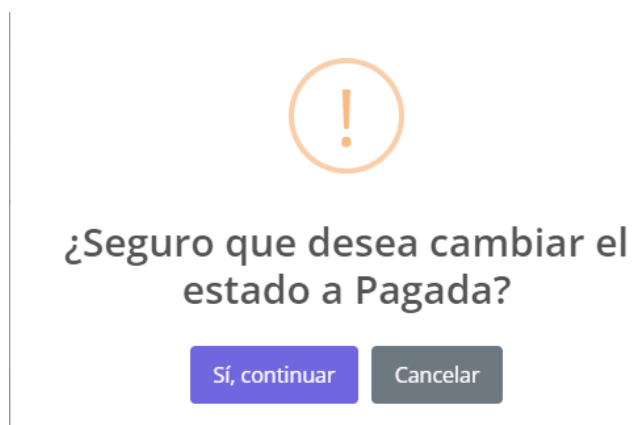 ¿Seguro que desea cambiar el
estado a Pagada?
Sí, continuar
Cancelar